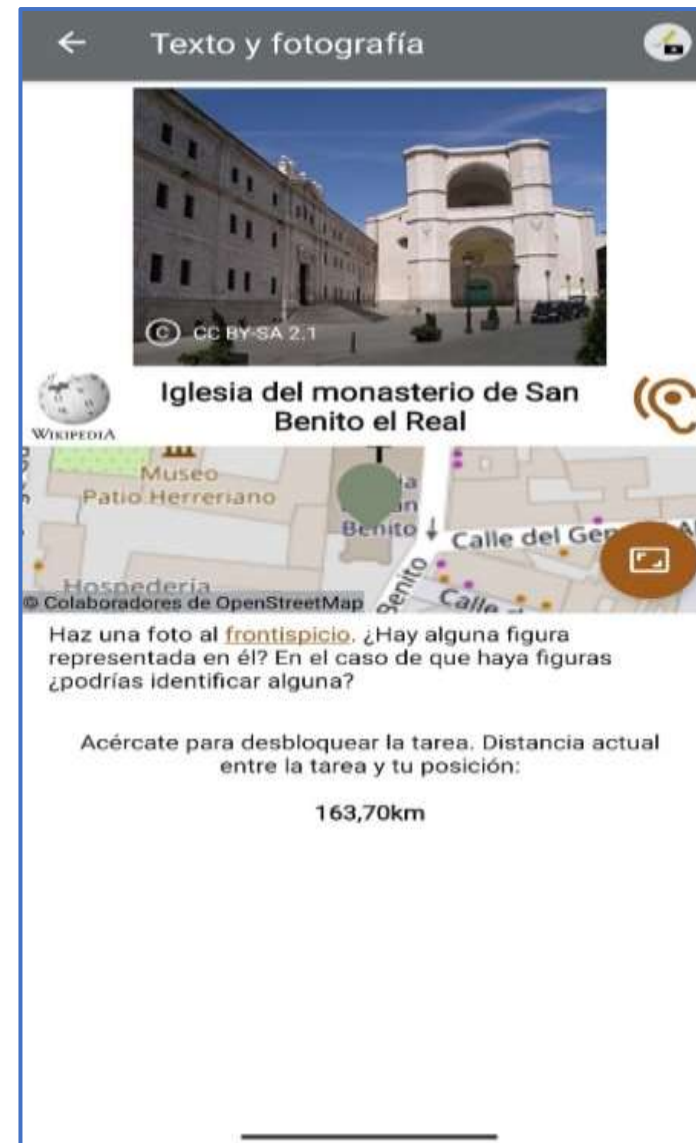 Texto y fotografía
© CC BY-SA 2.1
WIKIPEDIA
Iglesia del monasterio de San
Benito el Real
Museo
Patio Herreriano
Benito
Calle del
Hospedería
Benito
Calle
© Colaboradores de OpenStreetMap
Haz una foto al frontispicio. ¿Hay alguna figura
representada en él? En el caso de que haya figuras
¿podrías identificar alguna?
Acércate para desbloquear la tarea. Distancia actual
entre la tarea y tu posición:
163,70km